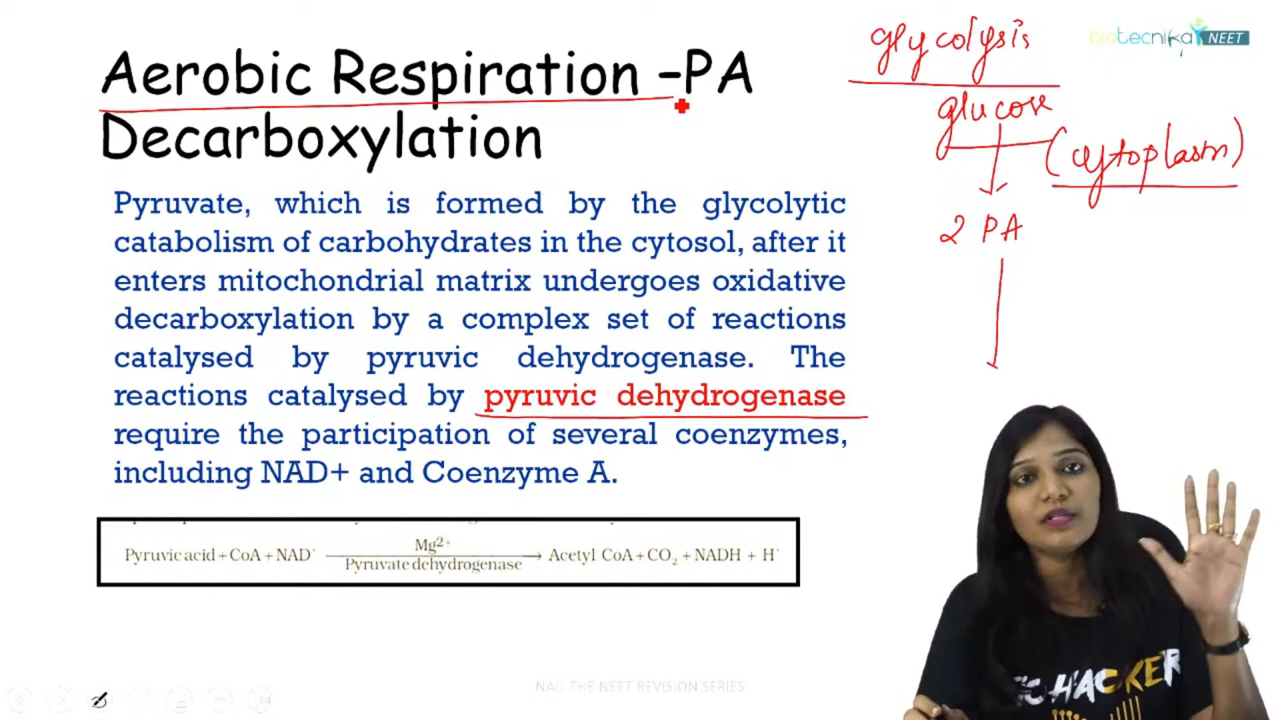 Aerobic Respiration –PA
Decarboxylation
Pyruvate, which is formed by the glycolytic
catabolism of carbohydrates in the cytosol, after it
enters mitochondrial matrix undergoes oxidative
decarboxylation by a complex set of reactions
catalysed by pyruvic dehydrogenase. The
reactions catalysed by pyruvic dehydrogenase
require the participation of several coenzymes,
including NAD+ and Coenzyme A.
Mg²⁺
Pyruvic acid + CoA + NAD⁺ → Acetyl CoA + CO₂ + NADH + H⁺
Pyruvate dehydrogenase
glycolysis
glucose
(cytoplasm)
2 PA
biotecnika NEET
HACKER
NAD THE NEET REVISION SERIES